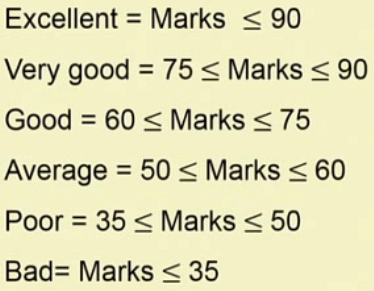 Excellent = Marks ≤ 90
Very good = 75 ≤ Marks ≤ 90
Good = 60 ≤ Marks ≤ 75
Average = 50 ≤ Marks ≤ 60
Poor = 35 ≤ Marks ≤ 50
Bad= Marks ≤ 35